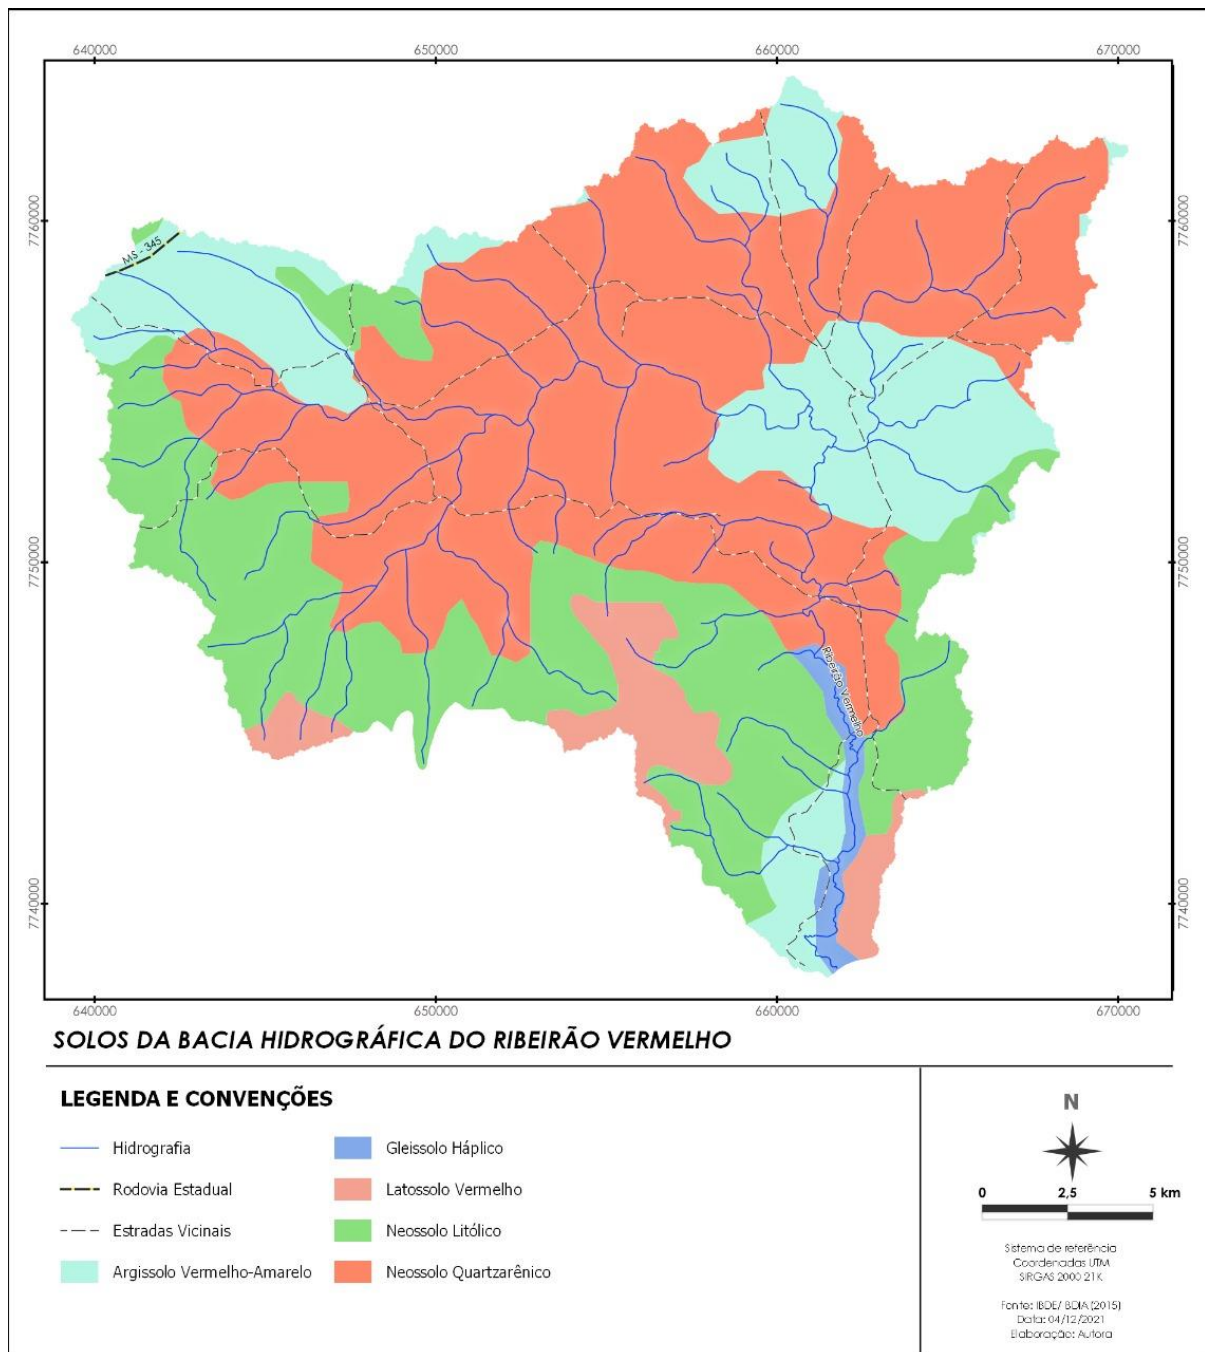 640000 650000 660000 670000
7760000 7760000
MS - 345
7750000 7750000
Ribeirão Vermelho
7740000 7740000
640000 650000 660000 670000
SOLOS DA BACIA HIDROGRÁFICA DO RIBEIRÃO VERMELHO
LEGENDA E CONVENÇÕES
Hidrografia
Rodovia Estadual
Estradas Vicinais
Argissolo Vermelho-Amarelo
Gleissolo Háplico
Latossolo Vermelho
Neossolo Litólico
Neossolo Quartzarênico
N
0 2,5 5 km
Sistema de referência
Coordenadas UTM
SIRGAS 2000 21K
Fonte: IBDE/ BDIA (2015)
Data: 04/12/2021
Elaboração: Autora